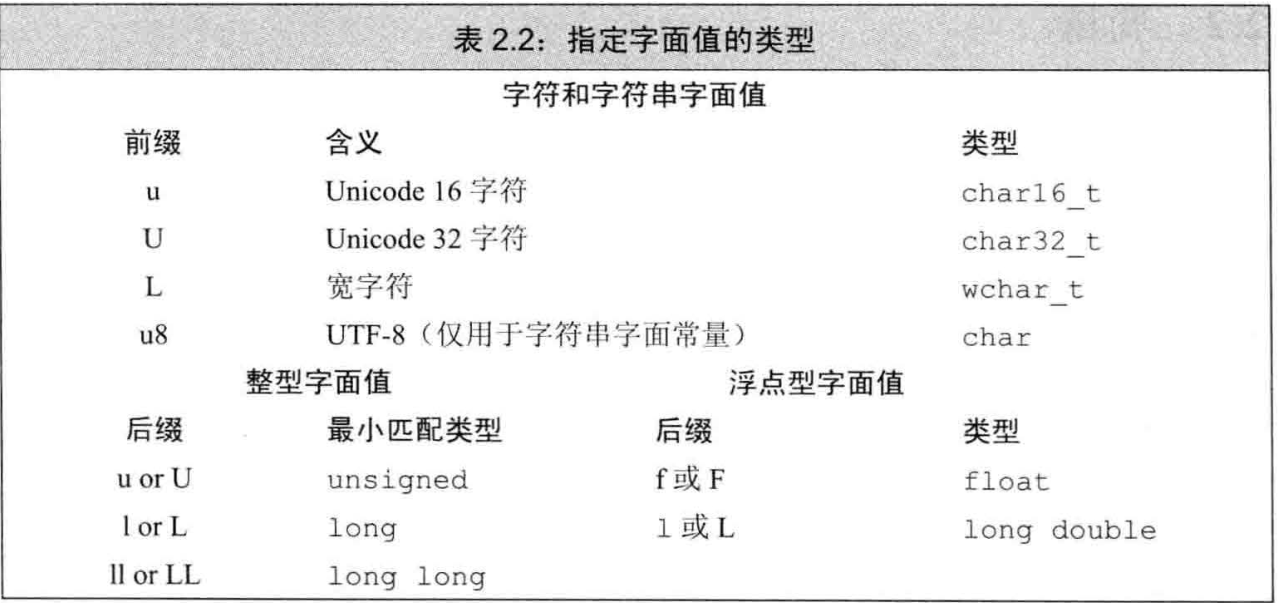 表 2.2：指定字面值的类型
字符和字符串字面值
前缀 含义 类型
u Unicode 16 字符 char16_t
U Unicode 32 字符 char32_t
L 宽字符 wchar_t
u8 UTF-8（仅用于字符串字面常量） char
整型字面值 浮点型字面值
后缀 最小匹配类型 后缀 类型
u or U unsigned f 或 F float
l or L long l 或 L long double
ll or LL long long